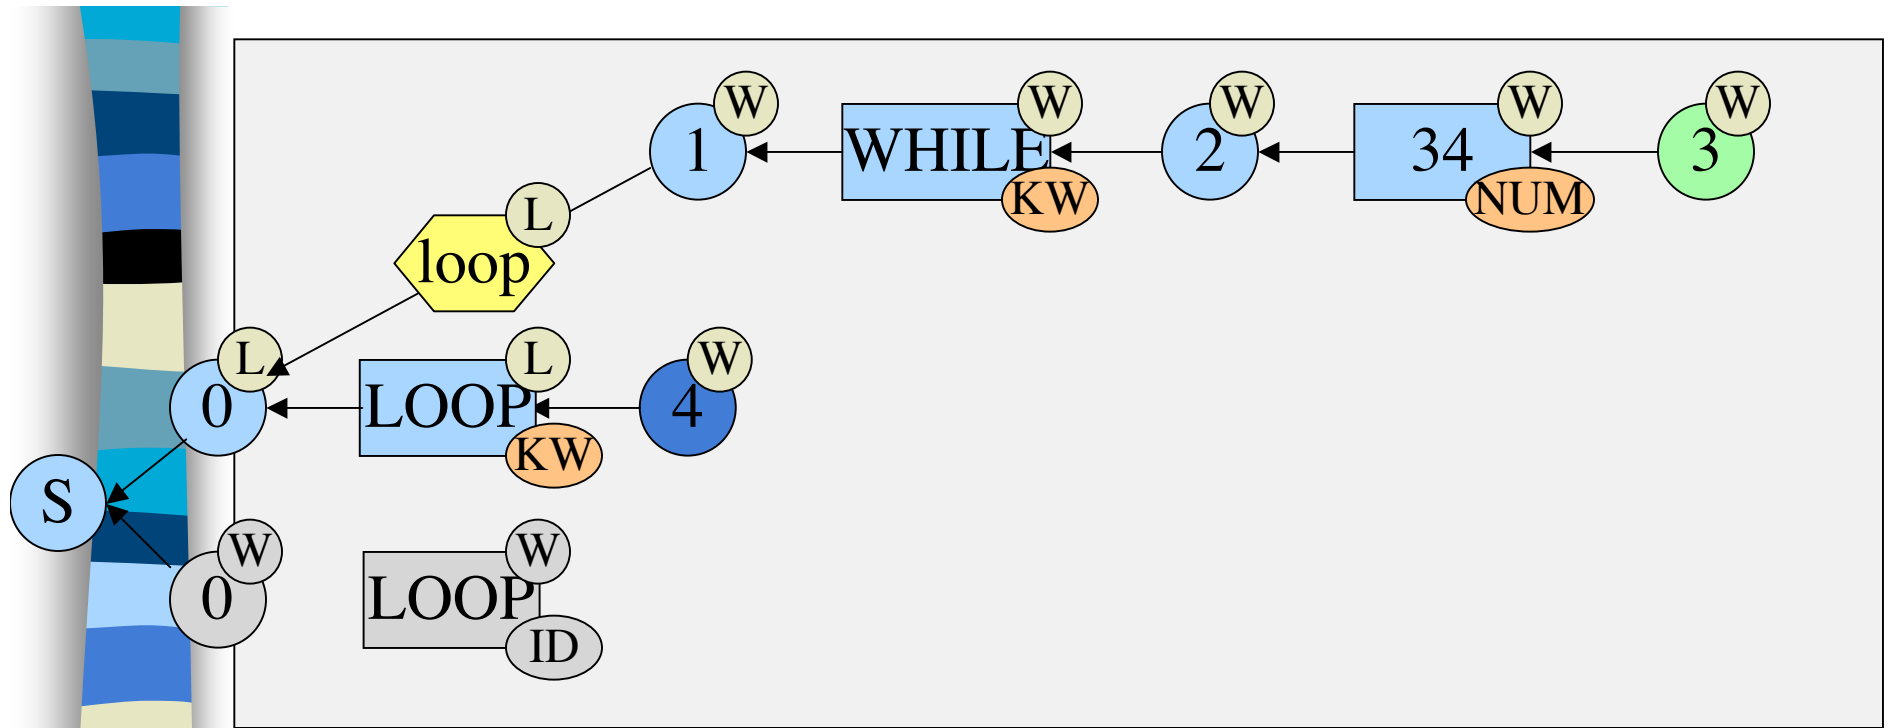 W W W W W
1 WHILE 2 34 3
KW NUM
L
loop
L L W
0 LOOP 4
KW
S
W W
0 LOOP
ID